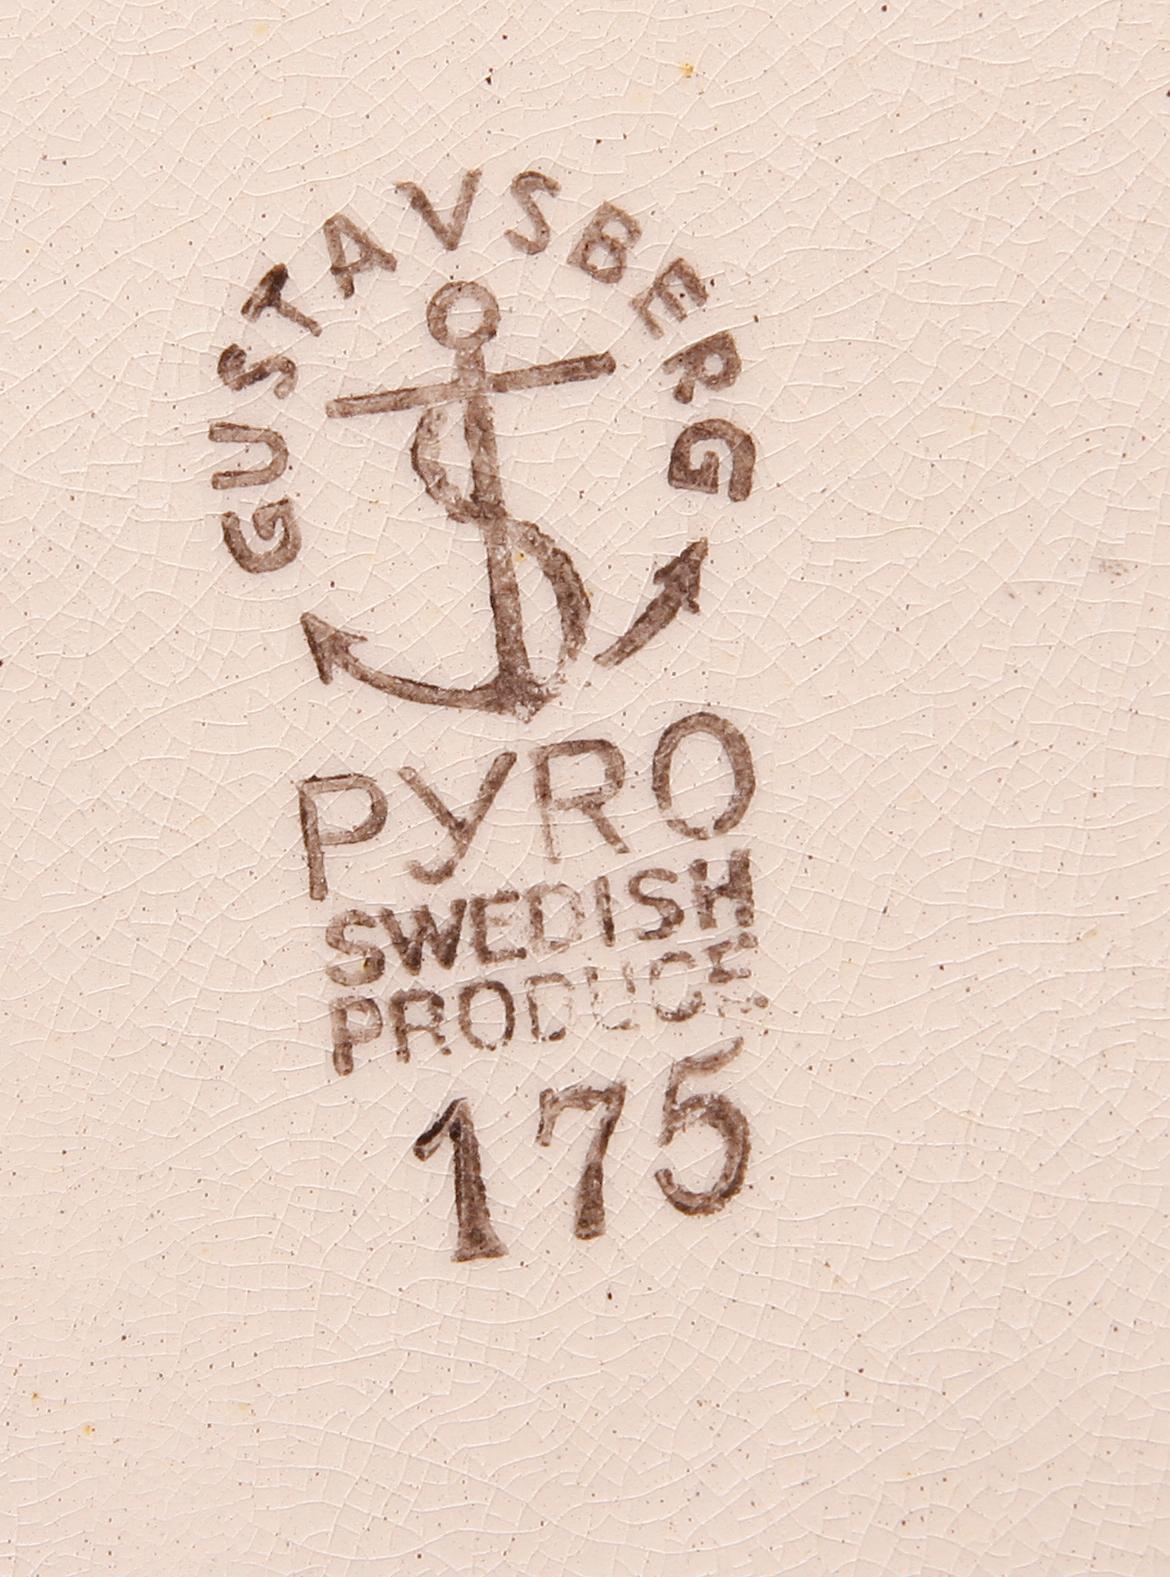 GUSTAVSBERG
PYRO
SWEDISH
PRODUCE.
175